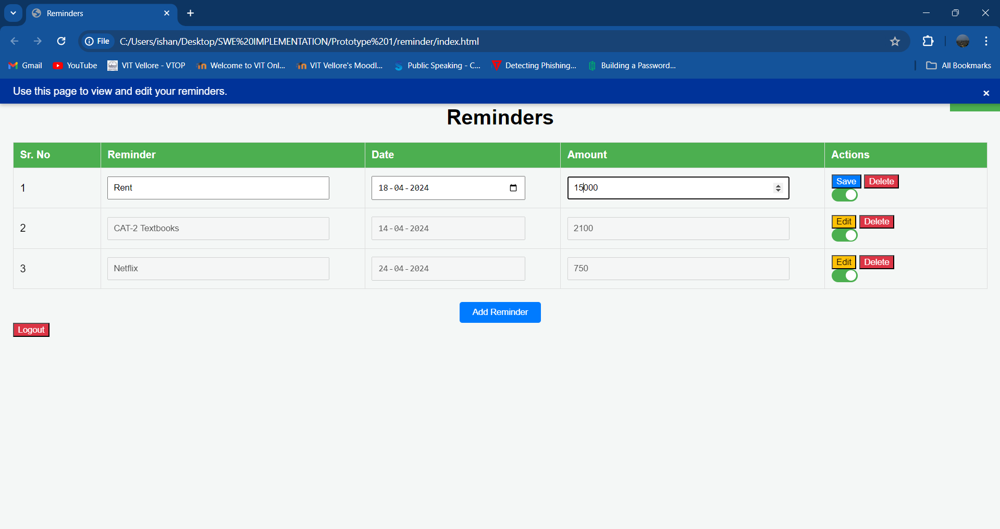 Reminders
File C:/Users/ishan/Desktop/SWE%20IMPLEMENTATION/Prototype%201/reminder/index.html
Gmail YouTube VIT Vellore - VTOP Welcome to VIT Onl... VIT Vellore's Moodl... Public Speaking - C... Detecting Phishing... Building a Password... All Bookmarks
Use this page to view and edit your reminders. ×
Reminders
Sr. No Reminder Date Amount Actions
1 Rent 18-04-2024 15000 Save Delete
2 CAT-2 Textbooks 14-04-2024 2100 Edit Delete
3 Netflix 24-04-2024 750 Edit Delete
Add Reminder
Logout